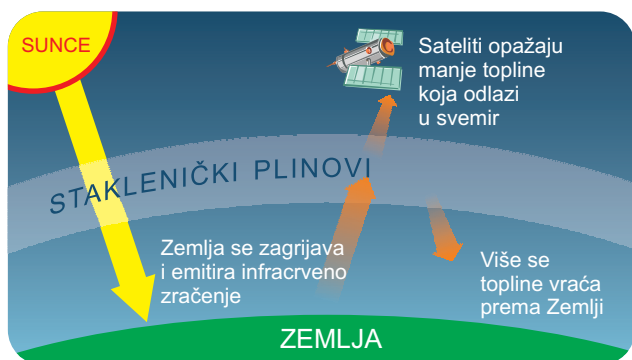 SUNCE
Sateliti opažaju
manje topline
koja odlazi
u svemir
STAKLENIČKI PLINOVI
Zemlja se zagrijava
i emitira infracrveno
zračenje
Više se
topline vraća
prema Zemlji
ZEMLJA